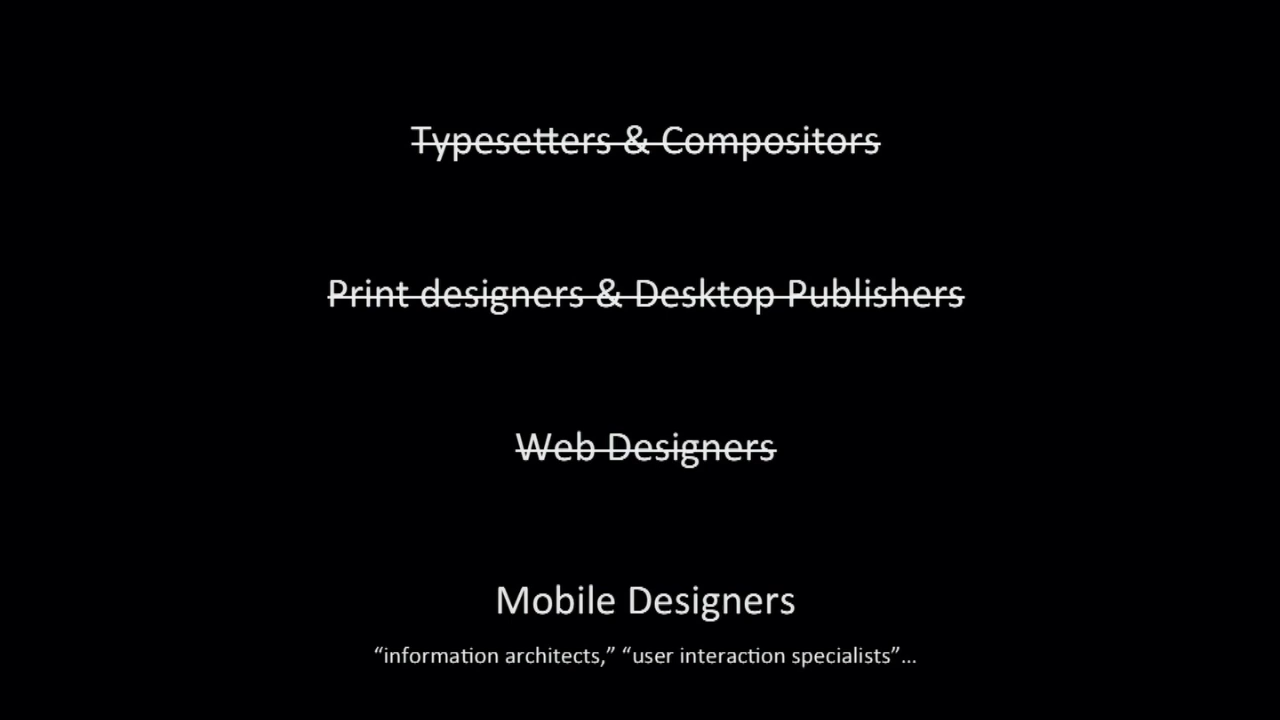 Typesetters & Compositors
Print designers & Desktop Publishers
Web Designers
Mobile Designers
“information architects,” “user interaction specialists”...